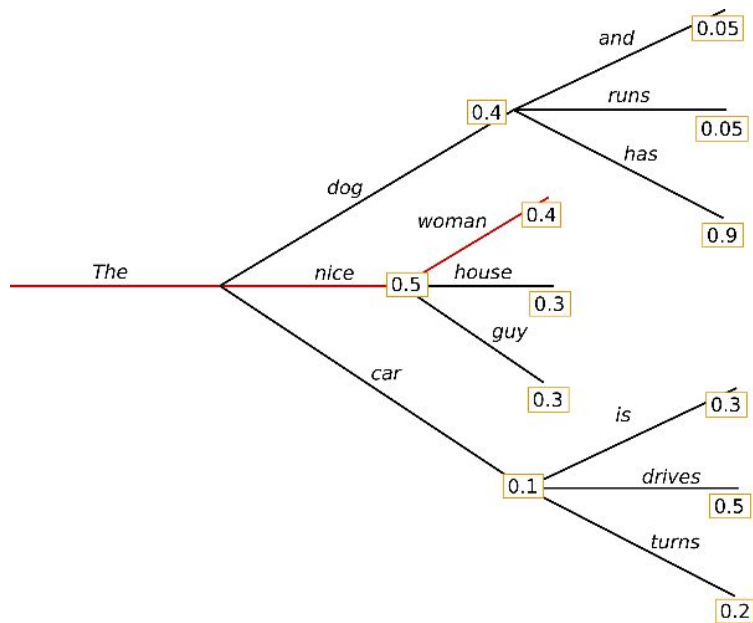 and
0.05
0.4
runs
0.05
has
dog
woman
0.4
0.9
The
nice
0.5
house
0.3
guy
car
0.3
is
0.3
0.1
drives
0.5
turns
0.2